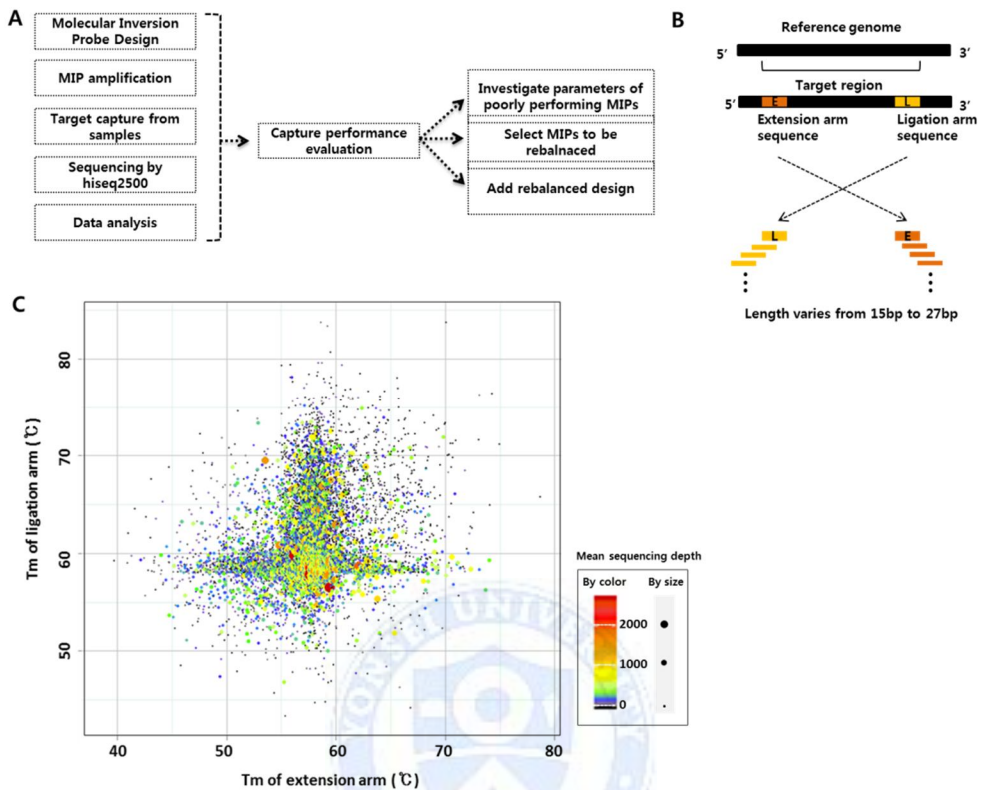 A
Molecular Inversion
Probe Design
MIP amplification
Target capture from
samples
Sequencing by
hiseq2500
Data analysis
Capture performance
evaluation
Investigate parameters of
poorly performing MIPs
Select MIPs to be
rebalnaced
Add rebalanced design
B
Reference genome
5’ 3’
Target region
5’ E L 3’
Extension arm
sequence
Ligation arm
sequence
L E
Length varies from 15bp to 27bp
C
Tm of ligation arm (℃)
80
70
60
50
40 50 60 70 80
Tm of extension arm (℃)
Mean sequencing depth
By color By size
2000
1000
0
YONSEI UNIVERSITY